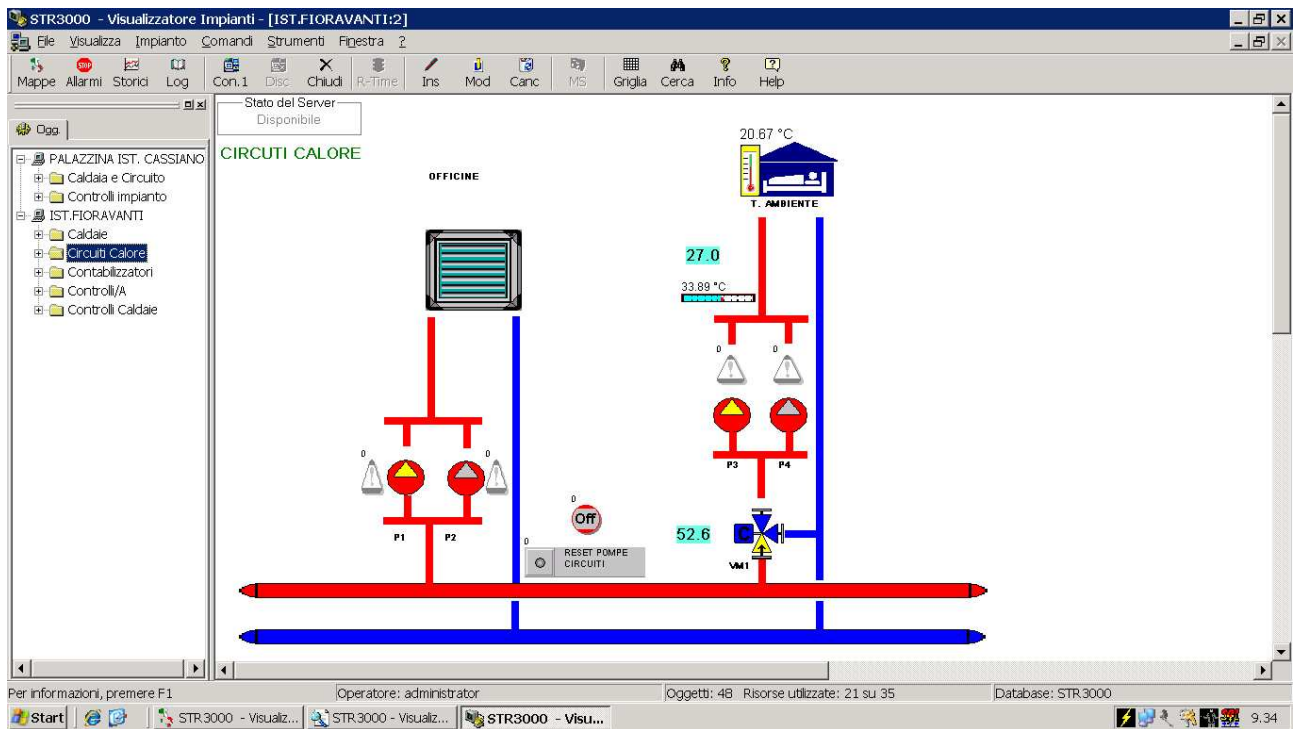 STR3000 - Visualizzatore Impianti - [IST.FIORAVANTI:2]
File Visualizza Impianto Comandi Strumenti Finestra ?
STOP
Mappe Allarmi Storici Log Con.1 Disc Chiudi R-Time Ins Mod Canc MS Griglia Cerca Info Help
Ogg.
PALAZZINA IST. CASSIANO
Caldaia e Circuito
Controlli impianto
IST.FIORAVANTI
Caldaie
Circuiti Calore
Contabilizzatori
Controlli/A
Controlli Caldaie
Stato del Server
Disponibile
CIRCUTI CALORE
OFFICINE
20.67 °C
T. AMBIENTE
27.0
33.89 °C
0 0
P3 P4
0 0
P1 P2
0
Off
0
RESET POMPE
CIRCUITI
52.6
C
VM1
Per informazioni, premere F1
Operatore: administrator
Oggetti: 48 Risorse utilizzate: 21 su 35
Database: STR3000
Start
STR3000 - Visualiz...
STR3000 - Visualiz...
STR3000 - Visu...
9.34